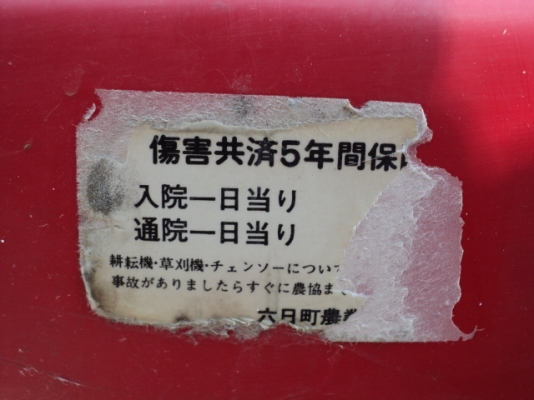 傷害共済5年間保
入院一日当り
通院一日当り
耕耘機・草刈機・チェンソーについ
事故がありましたらすぐに農協ま
六日町農